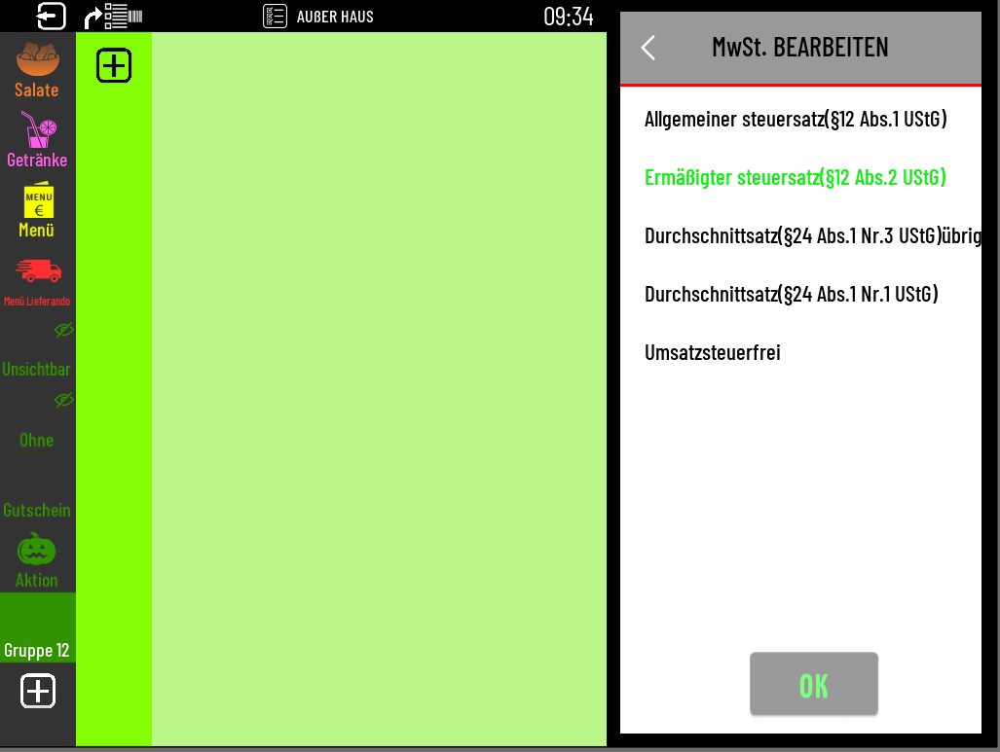 AUßER HAUS
09:34
Salate
Getränke
MENU
€
Menü
Menü Lieferando
Unsichtbar
Ohne
Gutschein
Aktion
Gruppe 12
MwSt. BEARBEITEN
Allgemeiner steuersatz(§12 Abs.1 UStG)
Ermäßigter steuersatz(§12 Abs.2 UStG)
Durchschnittsatz(§24 Abs.1 Nr.3 UStG)übrig
Durchschnittsatz(§24 Abs.1 Nr.1 UStG)
Umsatzsteuerfrei
OK